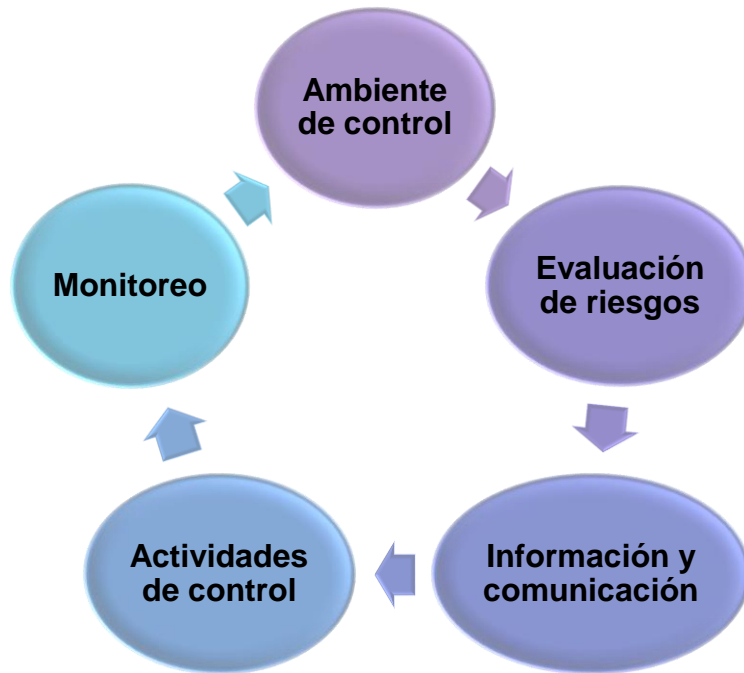 Ambiente
de control
Evaluación
de riesgos
Información y
comunicación
Actividades
de control
Monitoreo